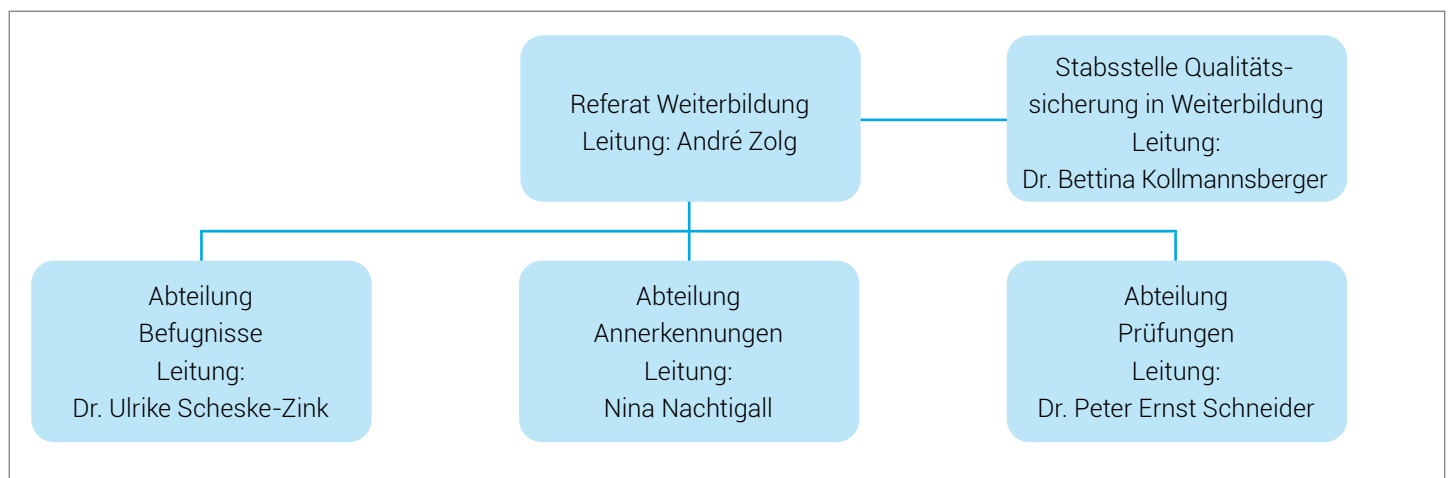 Referat Weiterbildung
Leitung: André Zolg
Stabsstelle Qualitäts-
sicherung in Weiterbildung
Leitung:
Dr. Bettina Kollmannsberger
Abteilung
Befugnisse
Leitung:
Dr. Ulrike Scheske-Zink
Abteilung
Annerkennungen
Leitung:
Nina Nachtigall
Abteilung
Prüfungen
Leitung:
Dr. Peter Ernst Schneider